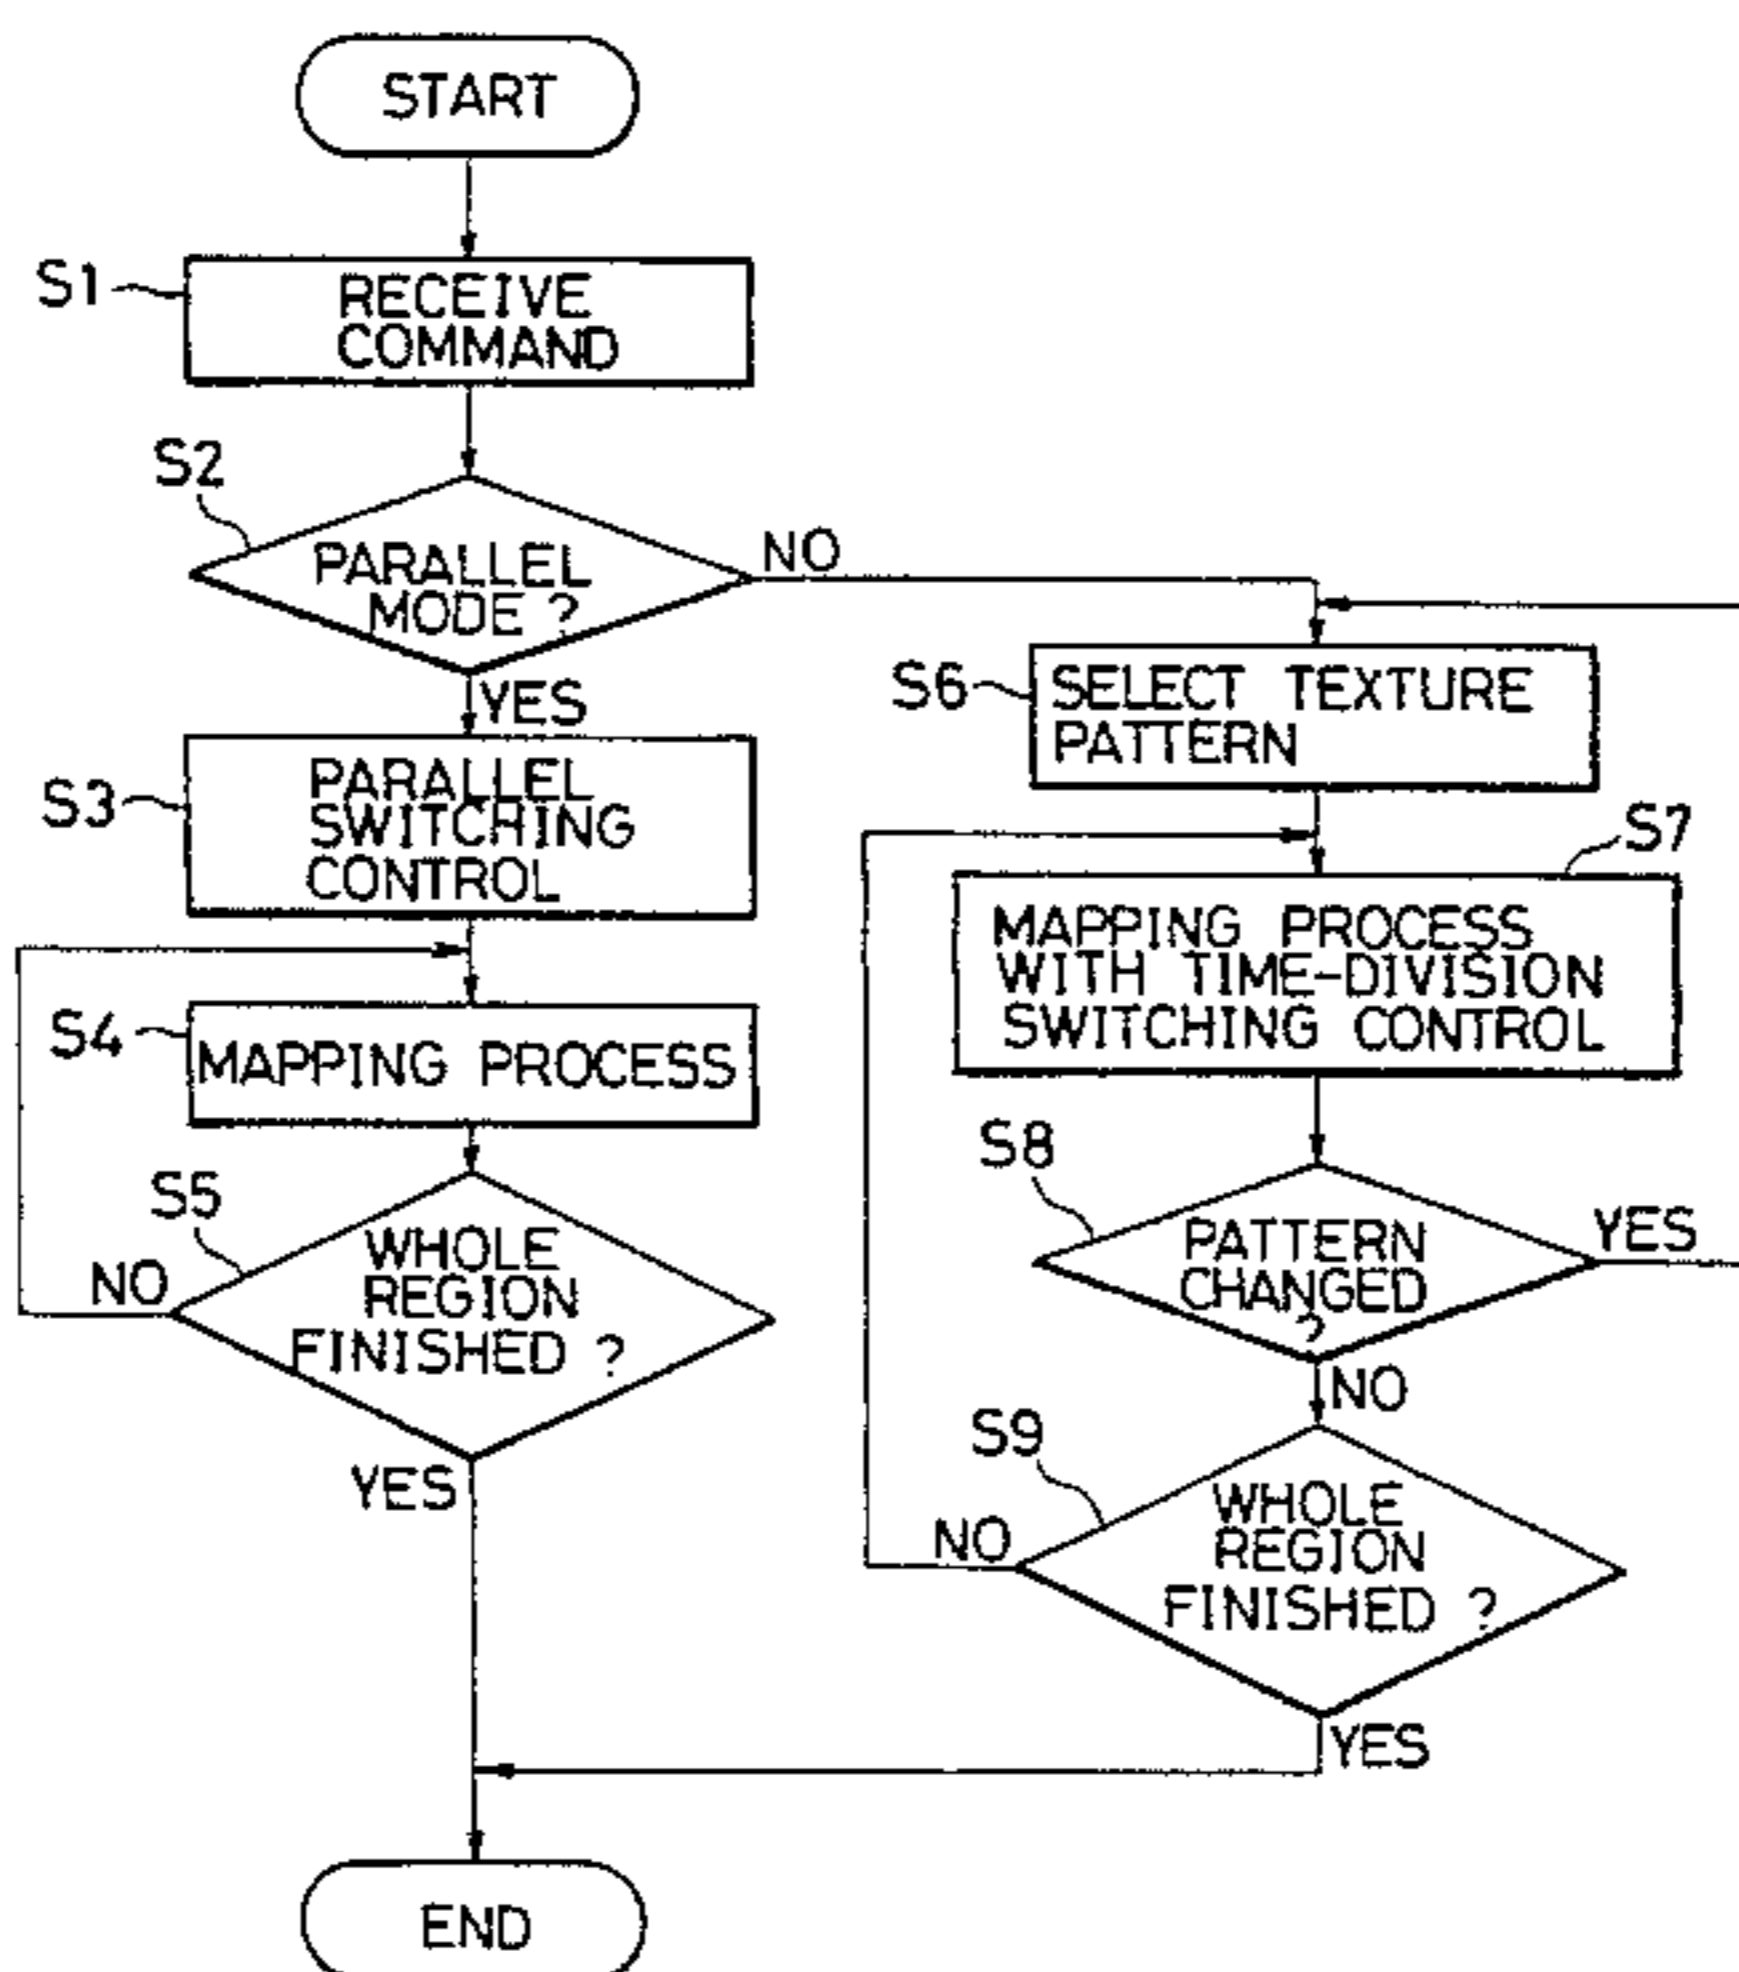 START
S1
RECEIVE
COMMAND
S2
PARALLEL
MODE ?
NO
YES
S3
PARALLEL
SWITCHING
CONTROL
S4
MAPPING PROCESS
S5
WHOLE
REGION
FINISHED ?
NO
YES
S6
SELECT TEXTURE
PATTERN
S7
MAPPING PROCESS
WITH TIME-DIVISION
SWITCHING CONTROL
S8
PATTERN
CHANGED
?
YES
NO
S9
WHOLE
REGION
FINISHED ?
NO
YES
END